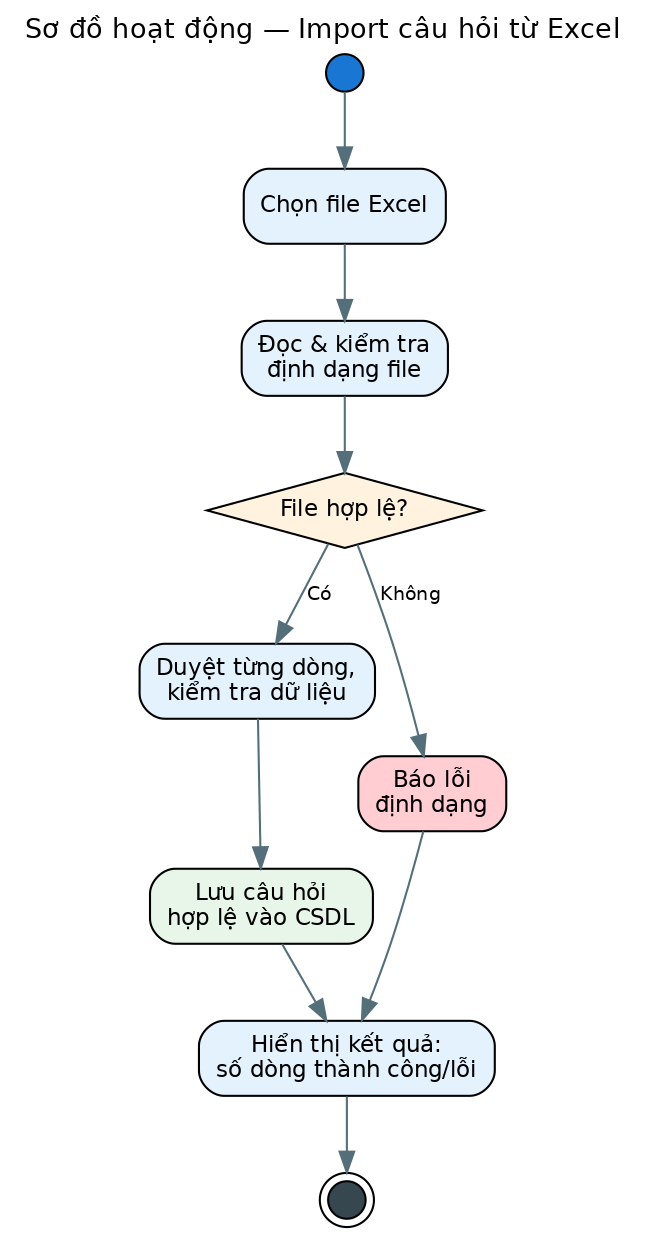 Sơ đồ hoạt động — Import câu hỏi từ Excel
Chọn file Excel
Đọc & kiểm tra
định dạng file
File hợp lệ?
Có
Không
Duyệt từng dòng,
kiểm tra dữ liệu
Báo lỗi
định dạng
Lưu câu hỏi
hợp lệ vào CSDL
Hiển thị kết quả:
số dòng thành công/lỗi